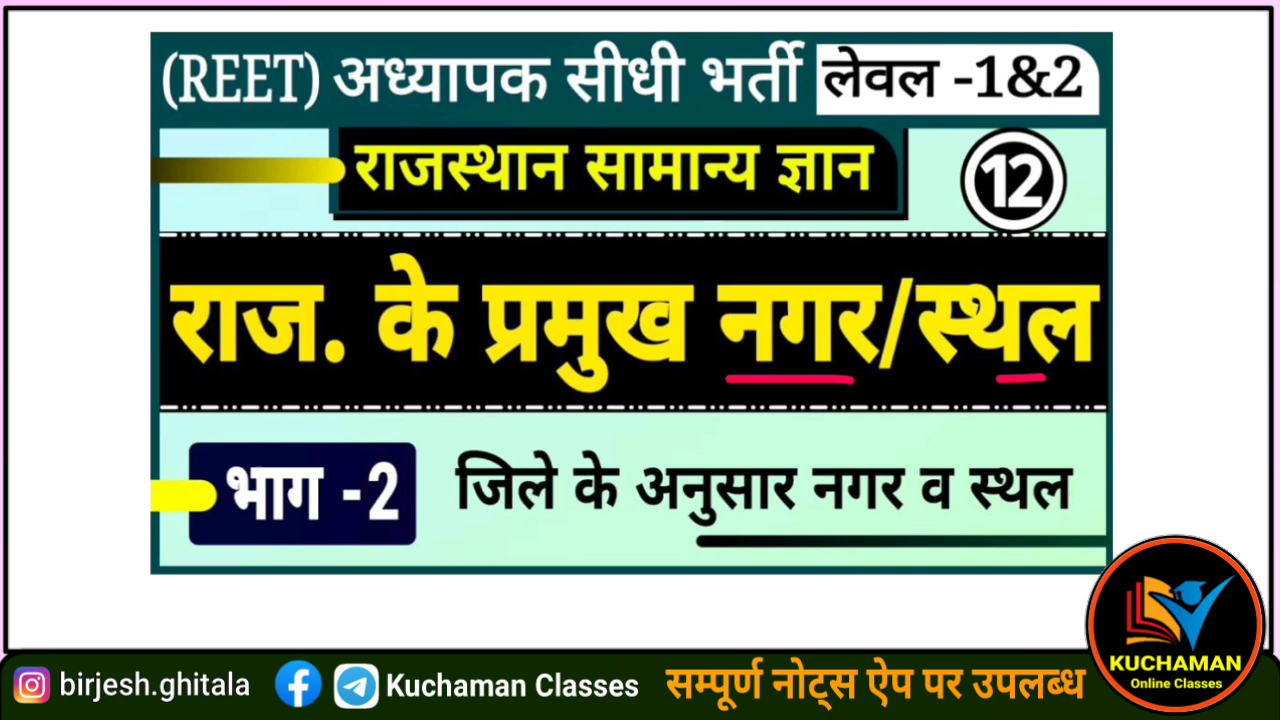 (REET) अध्यापक सीधी भर्ती लेवल -1&2
राजस्थान सामान्य ज्ञान 12
राज. के प्रमुख नगर/स्थल
भाग -2 जिले के अनुसार नगर व स्थल
KUCHAMAN
Online Classes
birjesh.ghitala Kuchaman Classes सम्पूर्ण नोट्स ऐप पर उपलब्ध